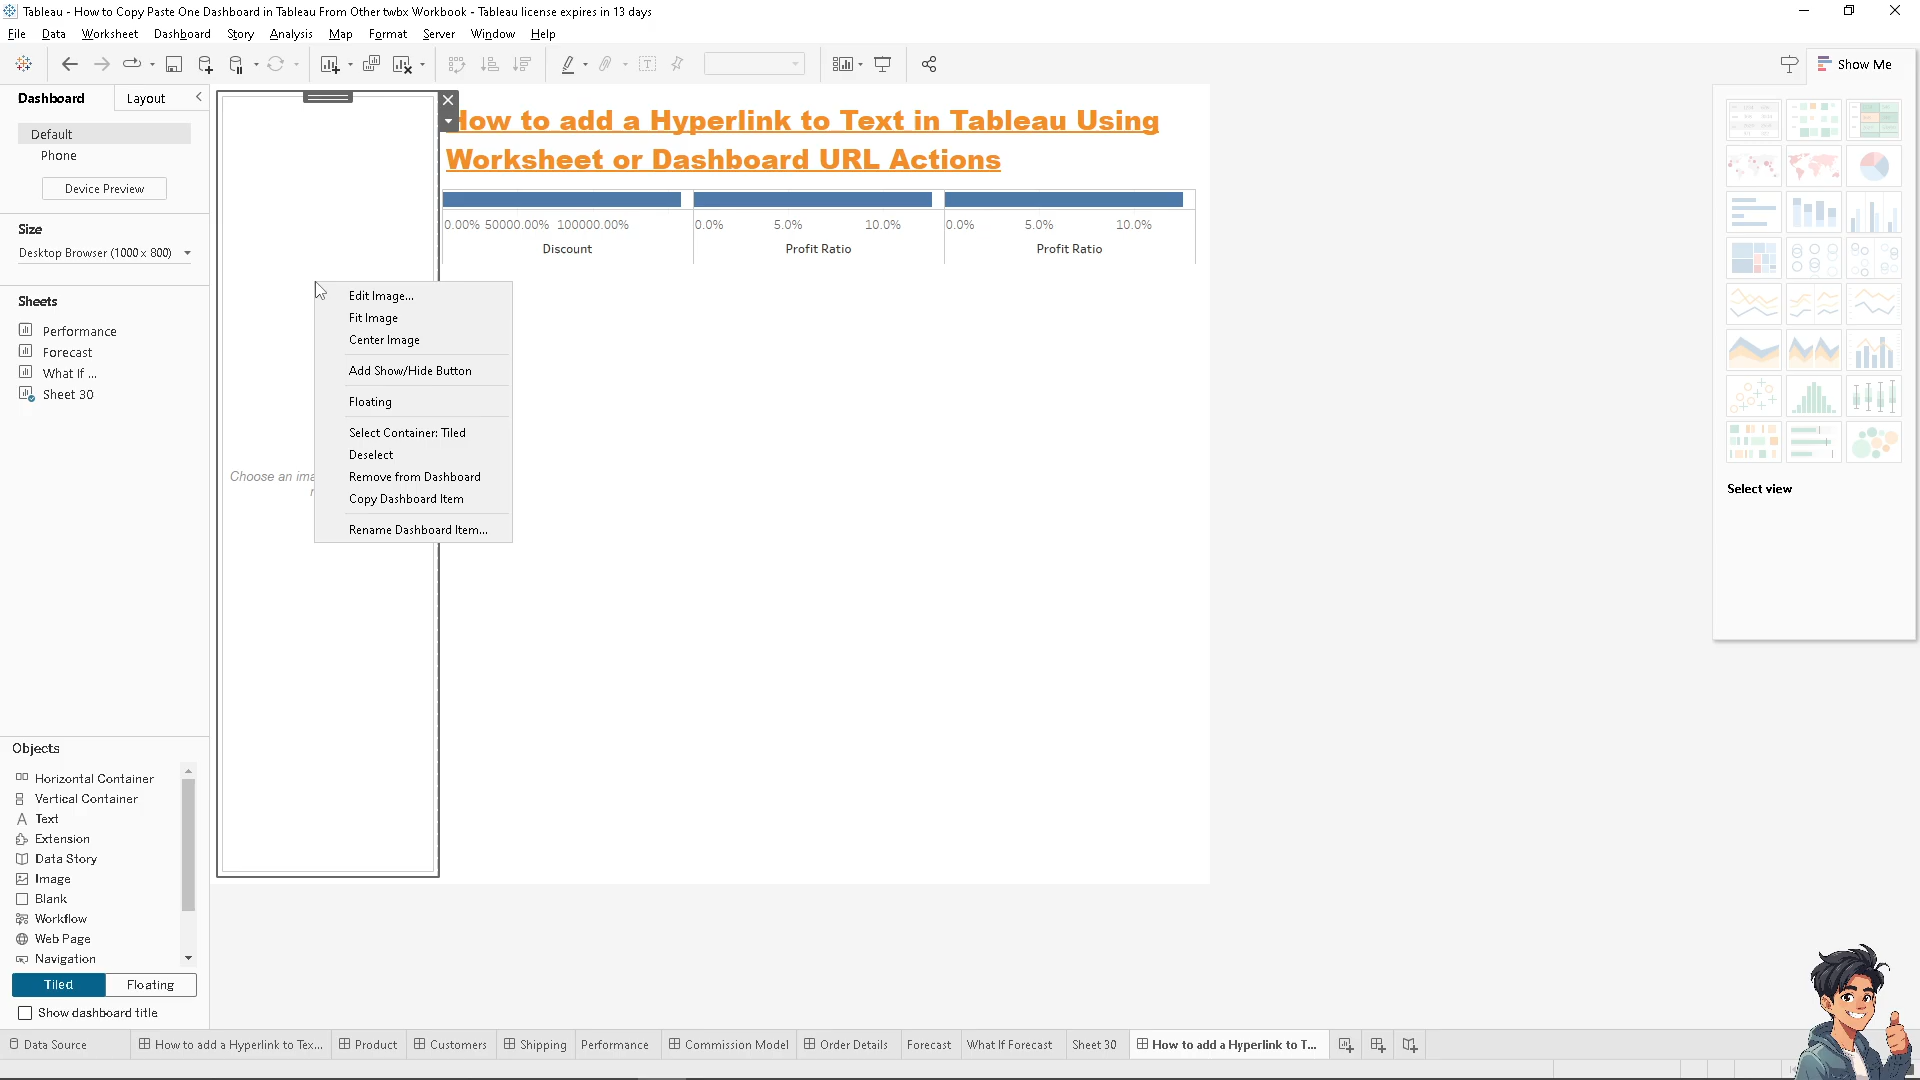 Tableau - How to Copy Paste One Dashboard in Tableau From Other twbx Workbook - Tableau license expires in 13 days
File Data Worksheet Dashboard Story Analysis Map Format Server Window Help
Show Me
Dashboard Layout
Default
Phone
Device Preview
Size
Desktop Browser (1000 x 800)
Sheets
Performance
Forecast
What If ...
Sheet 30
How to add a Hyperlink to Text in Tableau Using
Worksheet or Dashboard URL Actions
0.00% 50000.00% 100000.00% 0.0% 5.0% 10.0% 0.0% 5.0% 10.0%
Discount Profit Ratio Profit Ratio
Choose an ima
Edit Image...
Fit Image
Center Image
Add Show/Hide Button
Floating
Select Container: Tiled
Deselect
Remove from Dashboard
Copy Dashboard Item
Rename Dashboard Item...
Select view
Objects
Horizontal Container
Vertical Container
Text
Extension
Data Story
Image
Blank
Workflow
Web Page
Navigation
Tiled Floating
Show dashboard title
Data Source How to add a Hyperlink to Tex... Product Customers Shipping Performance Commission Model Order Details Forecast What If Forecast Sheet 30 How to add a Hyperlink to T...